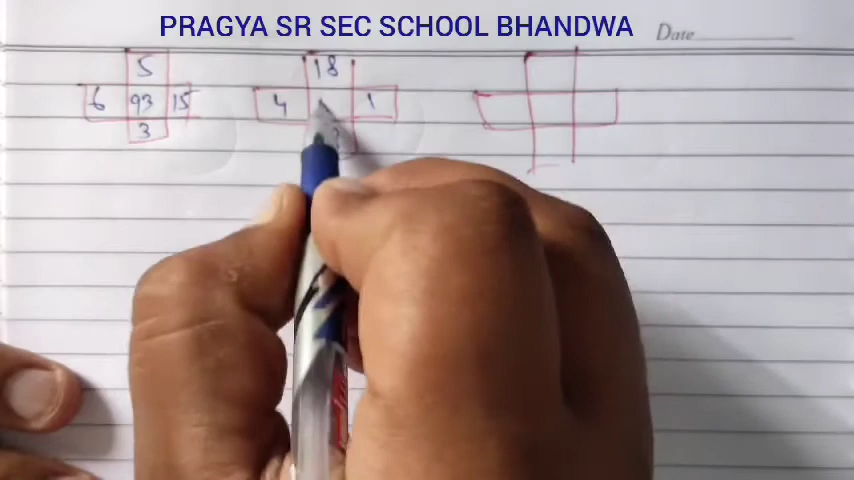 PRAGYA SR SEC SCHOOL BHANDWA
Date
5 18
6 93 15 4 1
3